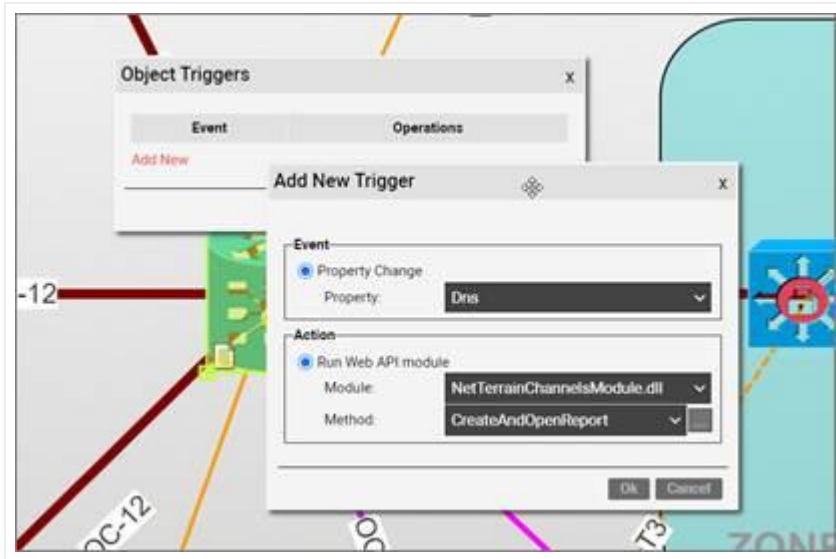 Object Triggers
x
Event
Operations
Add New
Add New Trigger
x
Event
Property Change
Property:
Dns
Action
Run Web API module
Module:
NetTerrainChannelsModule.dll
Method:
CreateAndOpenReport
...
Ok
Cancel
-12
OC-12
T3
ZONE